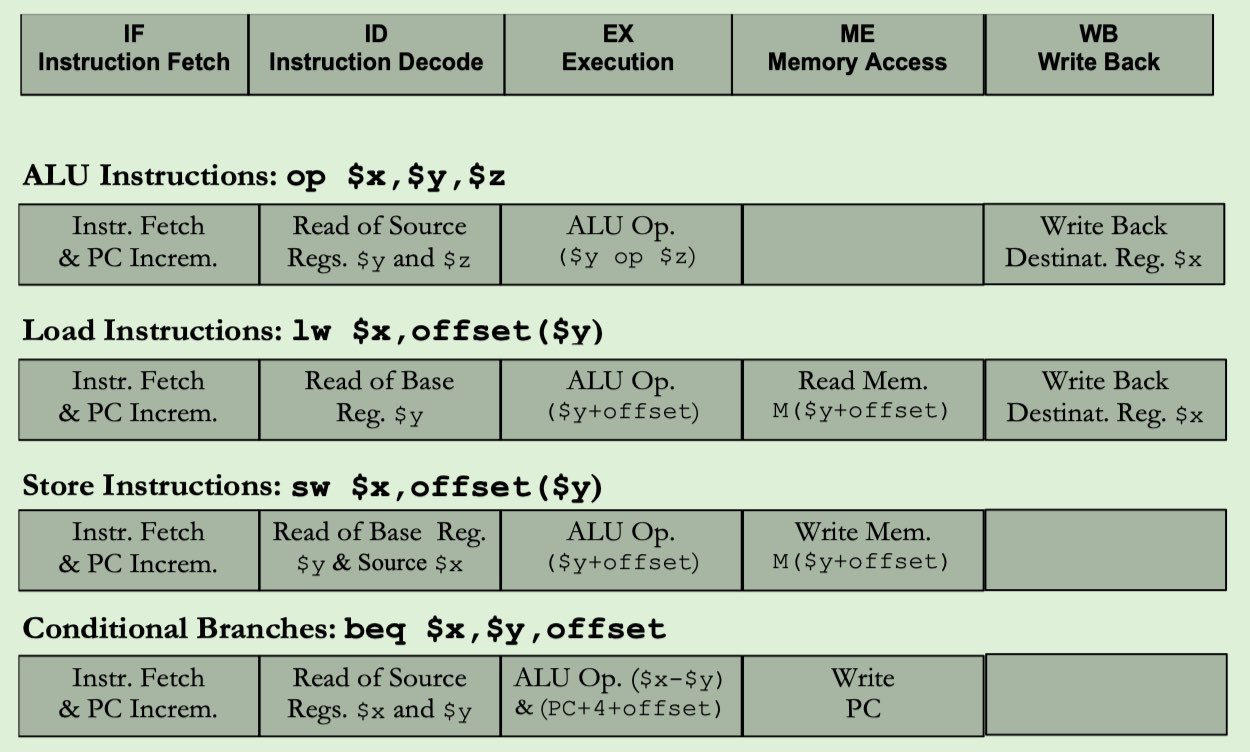 IF
Instruction Fetch
ID
Instruction Decode
EX
Execution
ME
Memory Access
WB
Write Back
ALU Instructions: op $x,$y,$z
Instr. Fetch
& PC Increm.
Read of Source
Regs. $y and $z
ALU Op.
($y op $z)
Write Back
Destinat. Reg. $x
Load Instructions: lw $x,offset($y)
Instr. Fetch
& PC Increm.
Read of Base
Reg. $y
ALU Op.
($y+offset)
Read Mem.
M($y+offset)
Write Back
Destinat. Reg. $x
Store Instructions: sw $x,offset($y)
Instr. Fetch
& PC Increm.
Read of Base Reg.
$y & Source $x
ALU Op.
($y+offset)
Write Mem.
M($y+offset)
Conditional Branches: beq $x,$y,offset
Instr. Fetch
& PC Increm.
Read of Source
Regs. $x and $y
ALU Op. ($x-$y)
& (PC+4+offset)
Write
PC